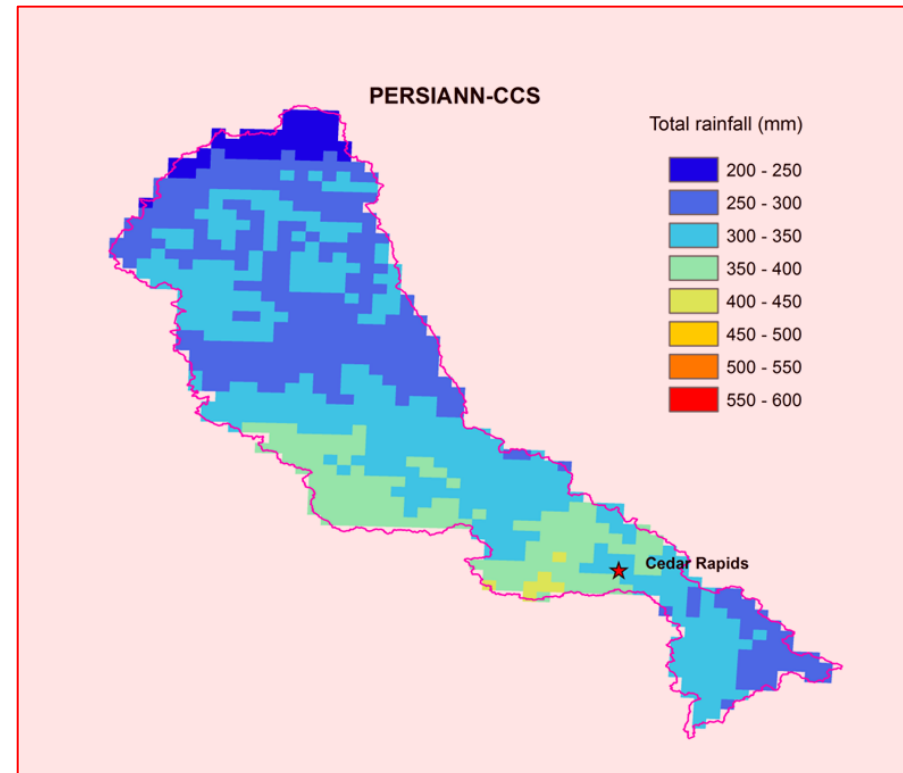 PERSIANN-CCS
Total rainfall (mm)
200 - 250
250 - 300
300 - 350
350 - 400
400 - 450
450 - 500
500 - 550
550 - 600
Cedar Rapids